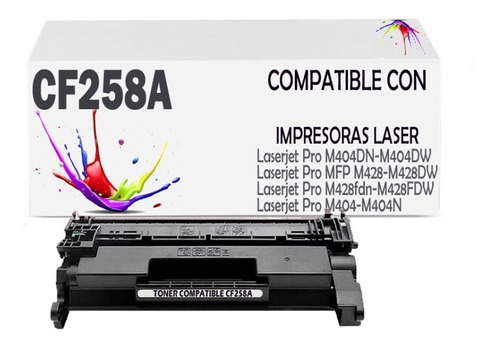 CF258A
COMPATIBLE CON
IMPRESORAS LASER
Laserjet Pro M404DN-M404DW
Laserjet Pro MFP M428-M428DW
Laserjet Pro M428fdn-M428FDW
Laserjet Pro M404-M404N
TONER COMPATIBLE CF258A